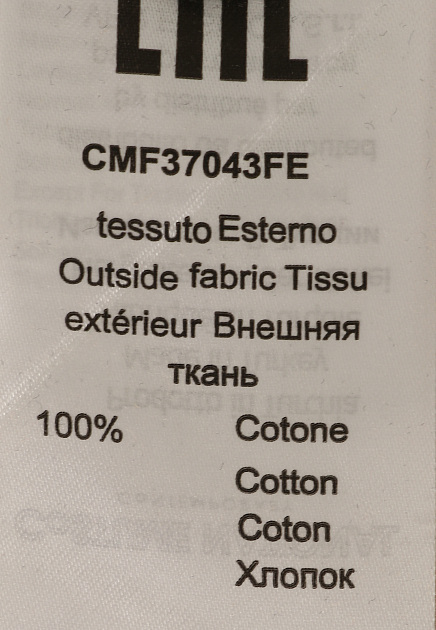 CMF37043FE
tessuto Esterno
Outside fabric Tissu
extérieur Внешняя
ткань
100% Cotone
Cotton
Coton
Хлопок